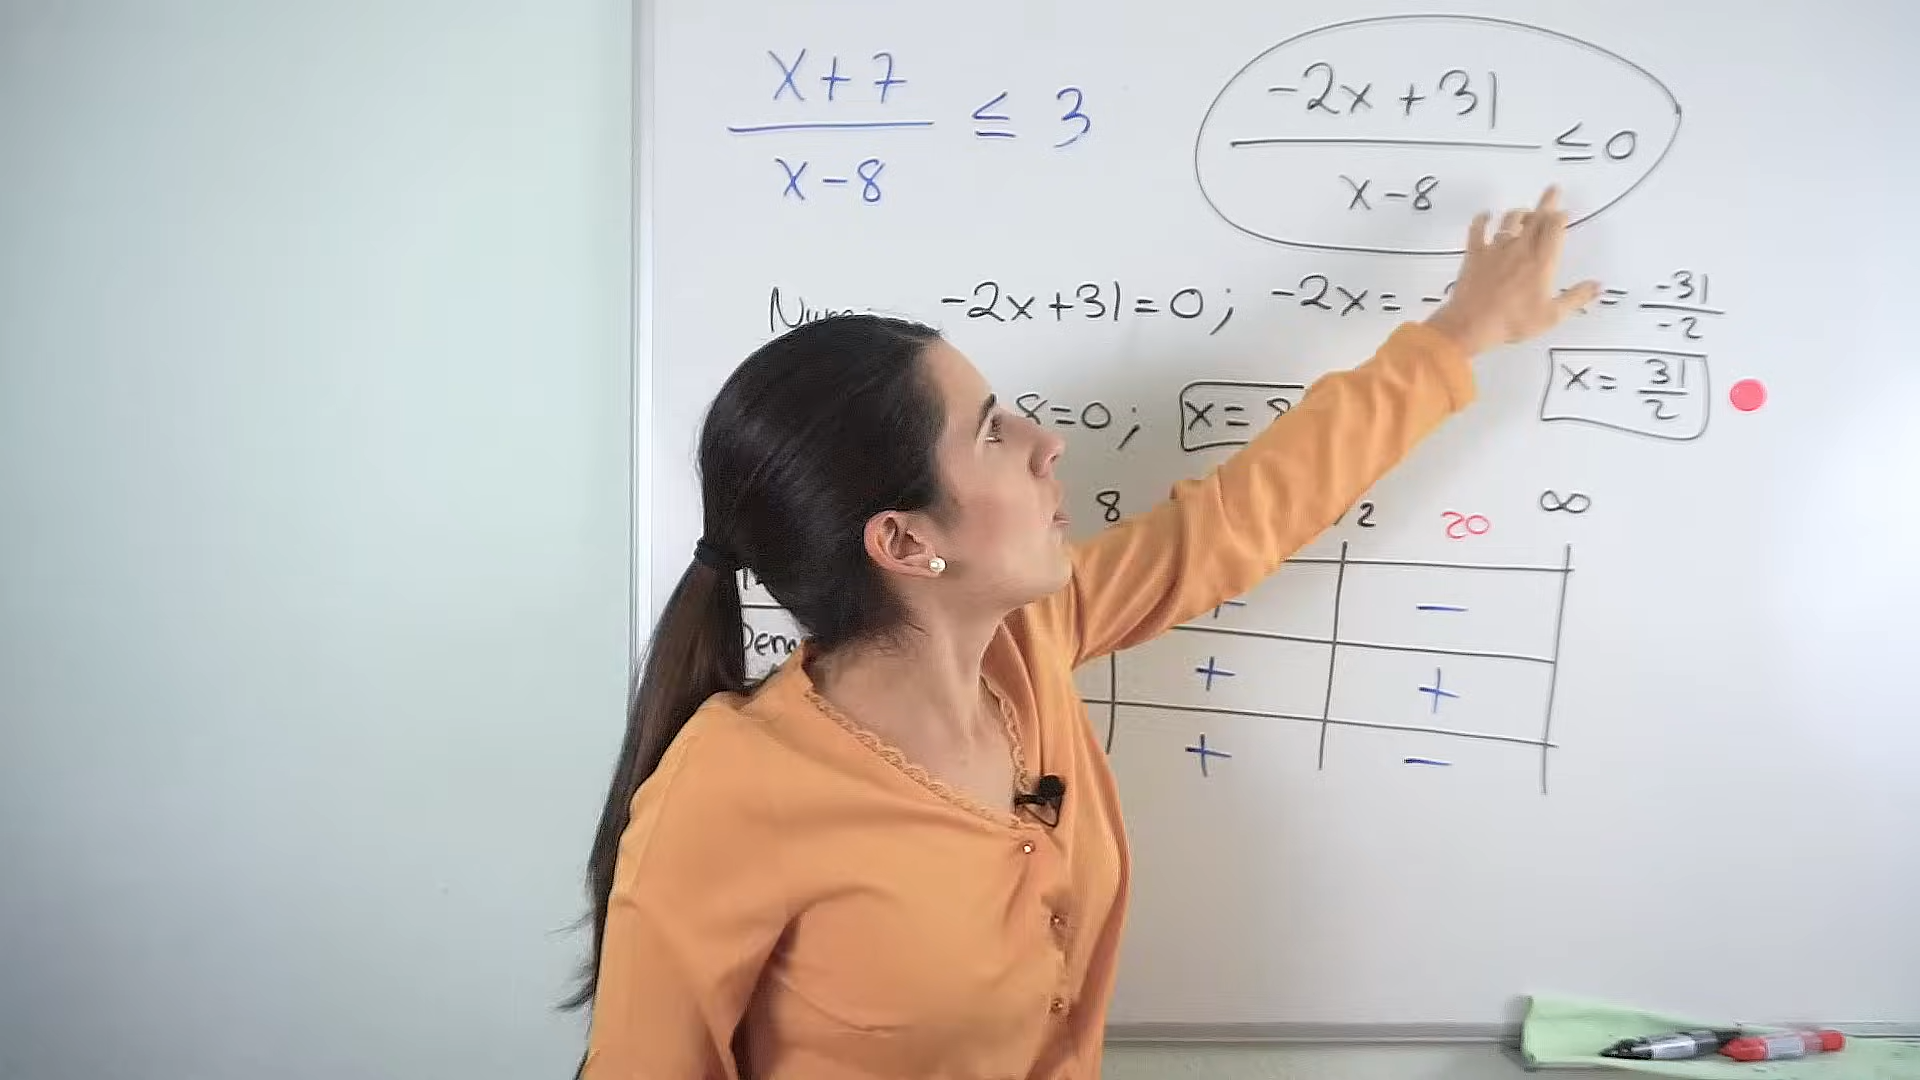 x + 7 / x - 8 ≤ 3
-2x + 31 / x - 8 ≤ 0
-2x + 31 = 0 ; -2x = = -31 / -2
x = 31 / 2
8 = 0 ; x = 8
8 2 20 ∞
+ -
+ +
+ -